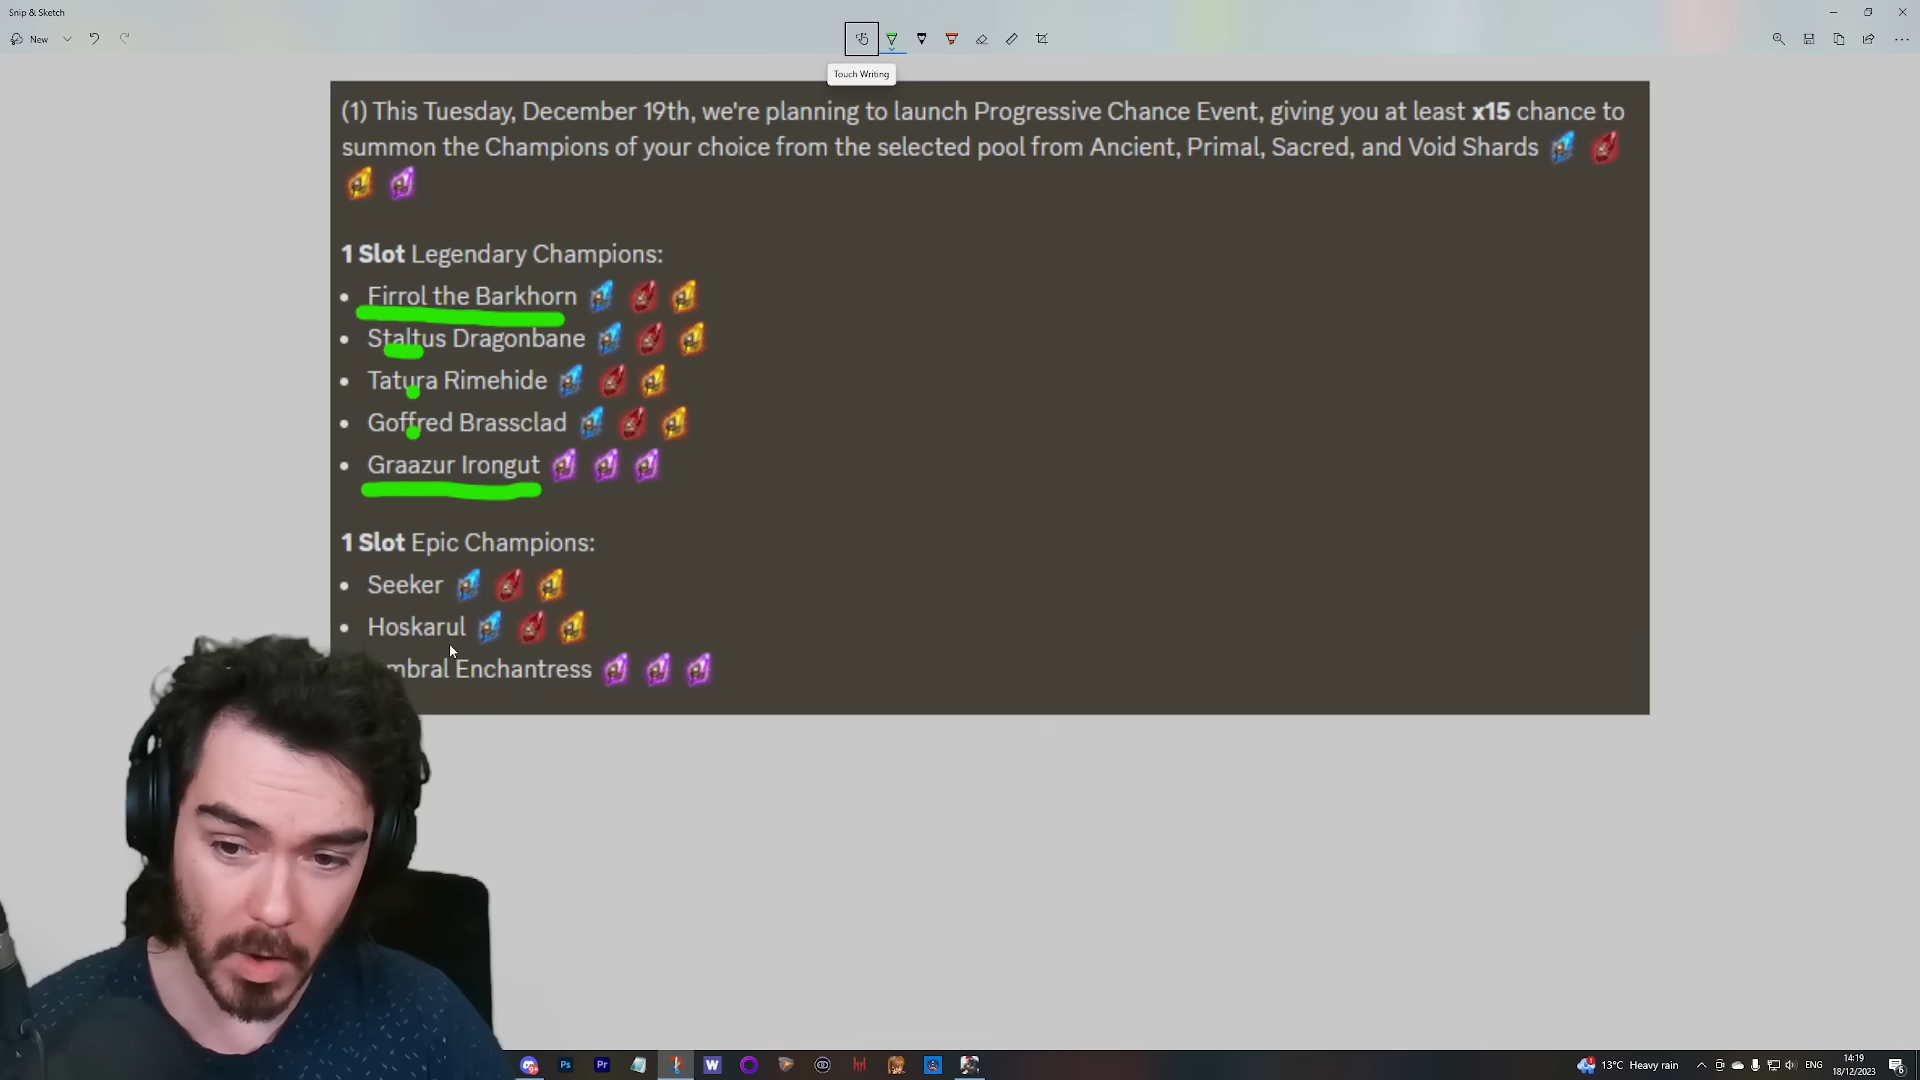 Snip & Sketch
New
Touch Writing
(1) This Tuesday, December 19th, we're planning to launch Progressive Chance Event, giving you at least x15 chance to
summon the Champions of your choice from the selected pool from Ancient, Primal, Sacred, and Void Shards
1 Slot Legendary Champions:
• Firrol the Barkhorn
• Staltus Dragonbane
• Tatura Rimehide
• Goffred Brassclad
• Graazur Irongut
1 Slot Epic Champions:
• Seeker
• Hoskarul
mbral Enchantress
13°C Heavy rain
ENG
14:19
18/12/2023